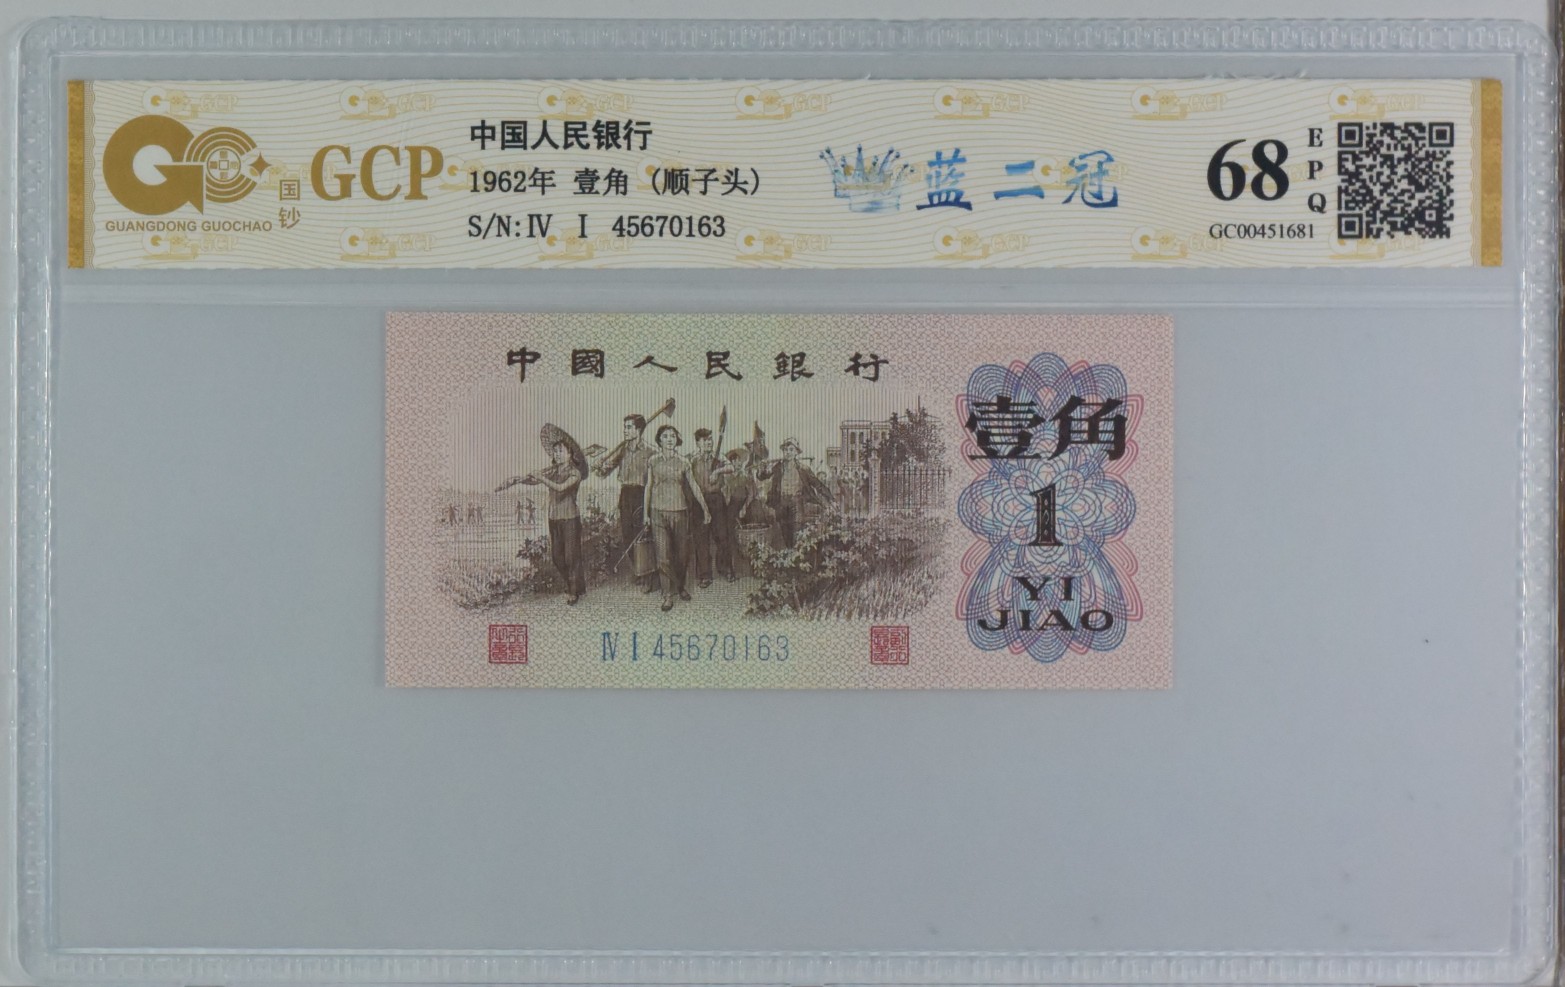 中国人民银行
GCP
1962年 壹角 (顺子头)
S/N:Ⅳ Ⅰ 45670163
GUANGDONG GUOCHAO
国钞
蓝二冠
68
EPQ
GC00451681
中國人民銀行
壹角
1
YI
JIAO
Ⅳ Ⅰ 45670163